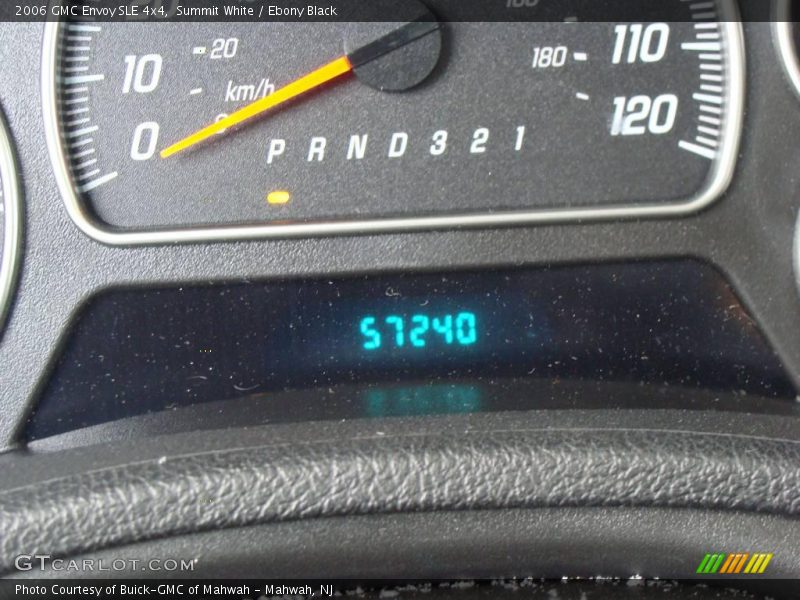 2006 GMC Envoy SLE 4x4, Summit White / Ebony Black
20 180 110
10 km/h
0 120
P R N D 3 2 1
57240
GTCARLOT.COM
Photo Courtesy of Buick-GMC of Mahwah - Mahwah, NJ